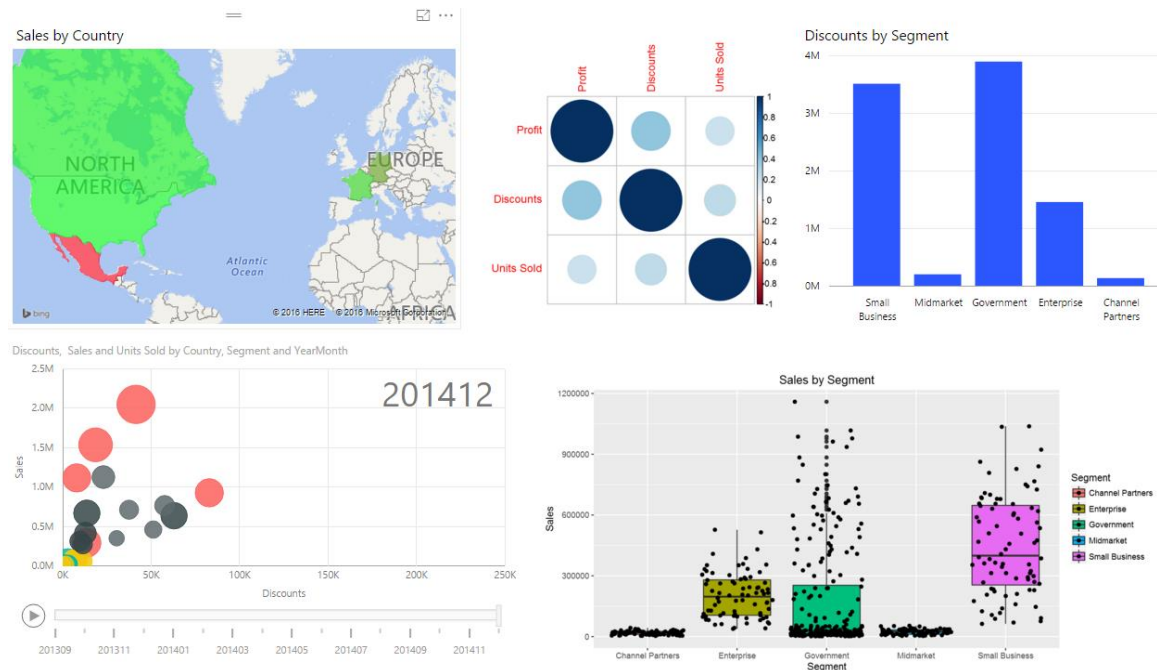 Sales by Country
NORTH
AMERICA
EUROPE
Atlantic
Ocean
AFRICA
bing
© 2016 HERE © 2016 Microsoft Corporation
Profit
Discounts
Units Sold
Profit
Discounts
Units Sold
1
0.8
0.6
0.4
0.2
0
-0.2
-0.4
-0.6
-0.8
-1
Discounts by Segment
4M
3M
2M
1M
0M
Small
Business
Midmarket
Government
Enterprise
Channel
Partners
Discounts, Sales and Units Sold by Country, Segment and YearMonth
201412
Sales
2.5M
2.0M
1.5M
1.0M
0.5M
0.0M
0K 50K 100K 150K 200K 250K
Discounts
201309 201311 201401 201403 201405 201407 201409 201411
Sales by Segment
Sales
1200000
900000
600000
300000
0
Channel Partners Enterprise Government Midmarket Small Business
Segment
Segment
Channel Partners
Enterprise
Government
Midmarket
Small Business